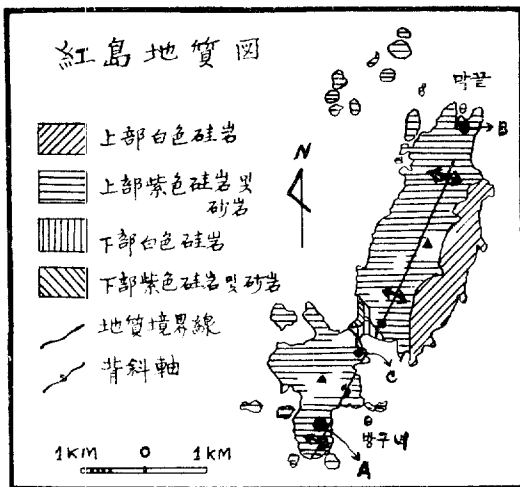 紅島地質図
上部白色硅岩
上部紫色硅岩 및
砂岩
下部白色硅岩
下部紫色硅岩 및 砂岩
地质境界線
背斜軸
N
막끝
B
C
방구녀
A
1KM 0 1KM